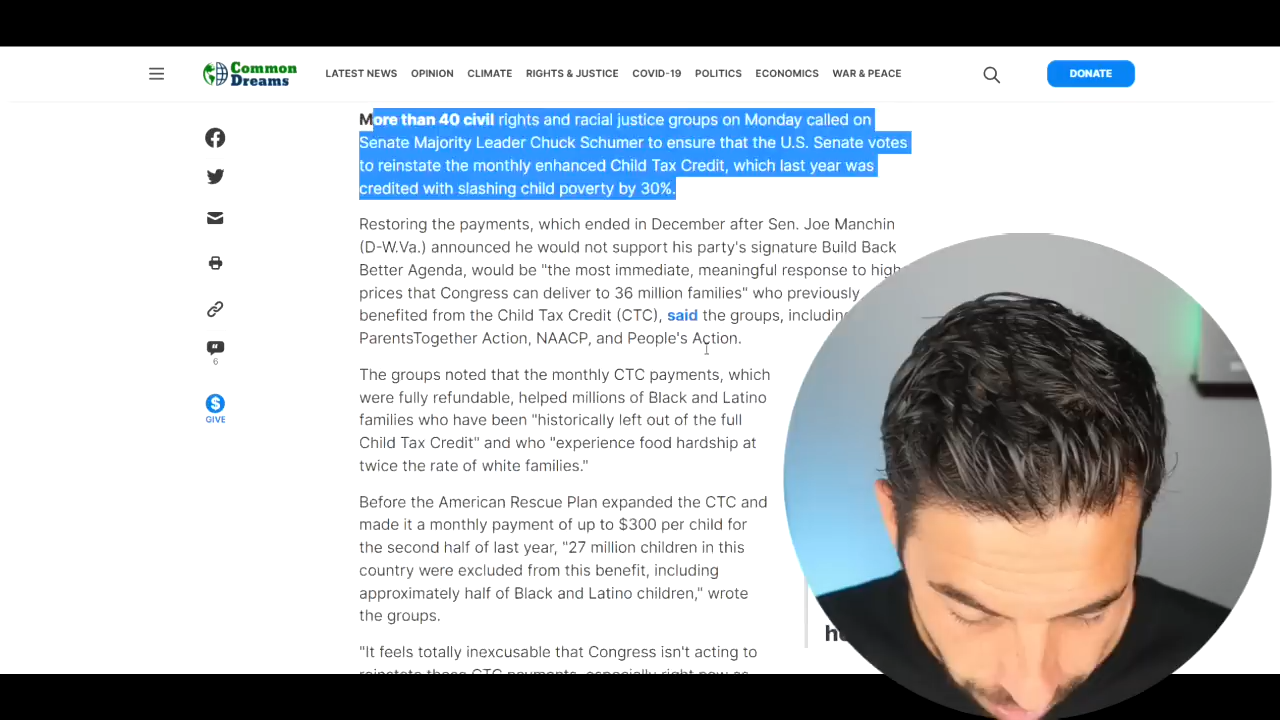 Common
Dreams
LATEST NEWS OPINION CLIMATE RIGHTS & JUSTICE COVID-19 POLITICS ECONOMICS WAR & PEACE
DONATE
More than 40 civil rights and racial justice groups on Monday called on
Senate Majority Leader Chuck Schumer to ensure that the U.S. Senate votes
to reinstate the monthly enhanced Child Tax Credit, which last year was
credited with slashing child poverty by 30%.
Restoring the payments, which ended in December after Sen. Joe Manchin
(D-W.Va.) announced he would not support his party's signature Build Back
Better Agenda, would be "the most immediate, meaningful response to high
prices that Congress can deliver to 36 million families" who previously
benefited from the Child Tax Credit (CTC), said the groups, including
ParentsTogether Action, NAACP, and People's Action.
6
GIVE
The groups noted that the monthly CTC payments, which
were fully refundable, helped millions of Black and Latino
families who have been "historically left out of the full
Child Tax Credit" and who "experience food hardship at
twice the rate of white families."
Before the American Rescue Plan expanded the CTC and
made it a monthly payment of up to $300 per child for
the second half of last year, "27 million children in this
country were excluded from this benefit, including
approximately half of Black and Latino children," wrote
the groups.
"It feels totally inexcusable that Congress isn't acting to
reinstate these CTC payments, especially right now as